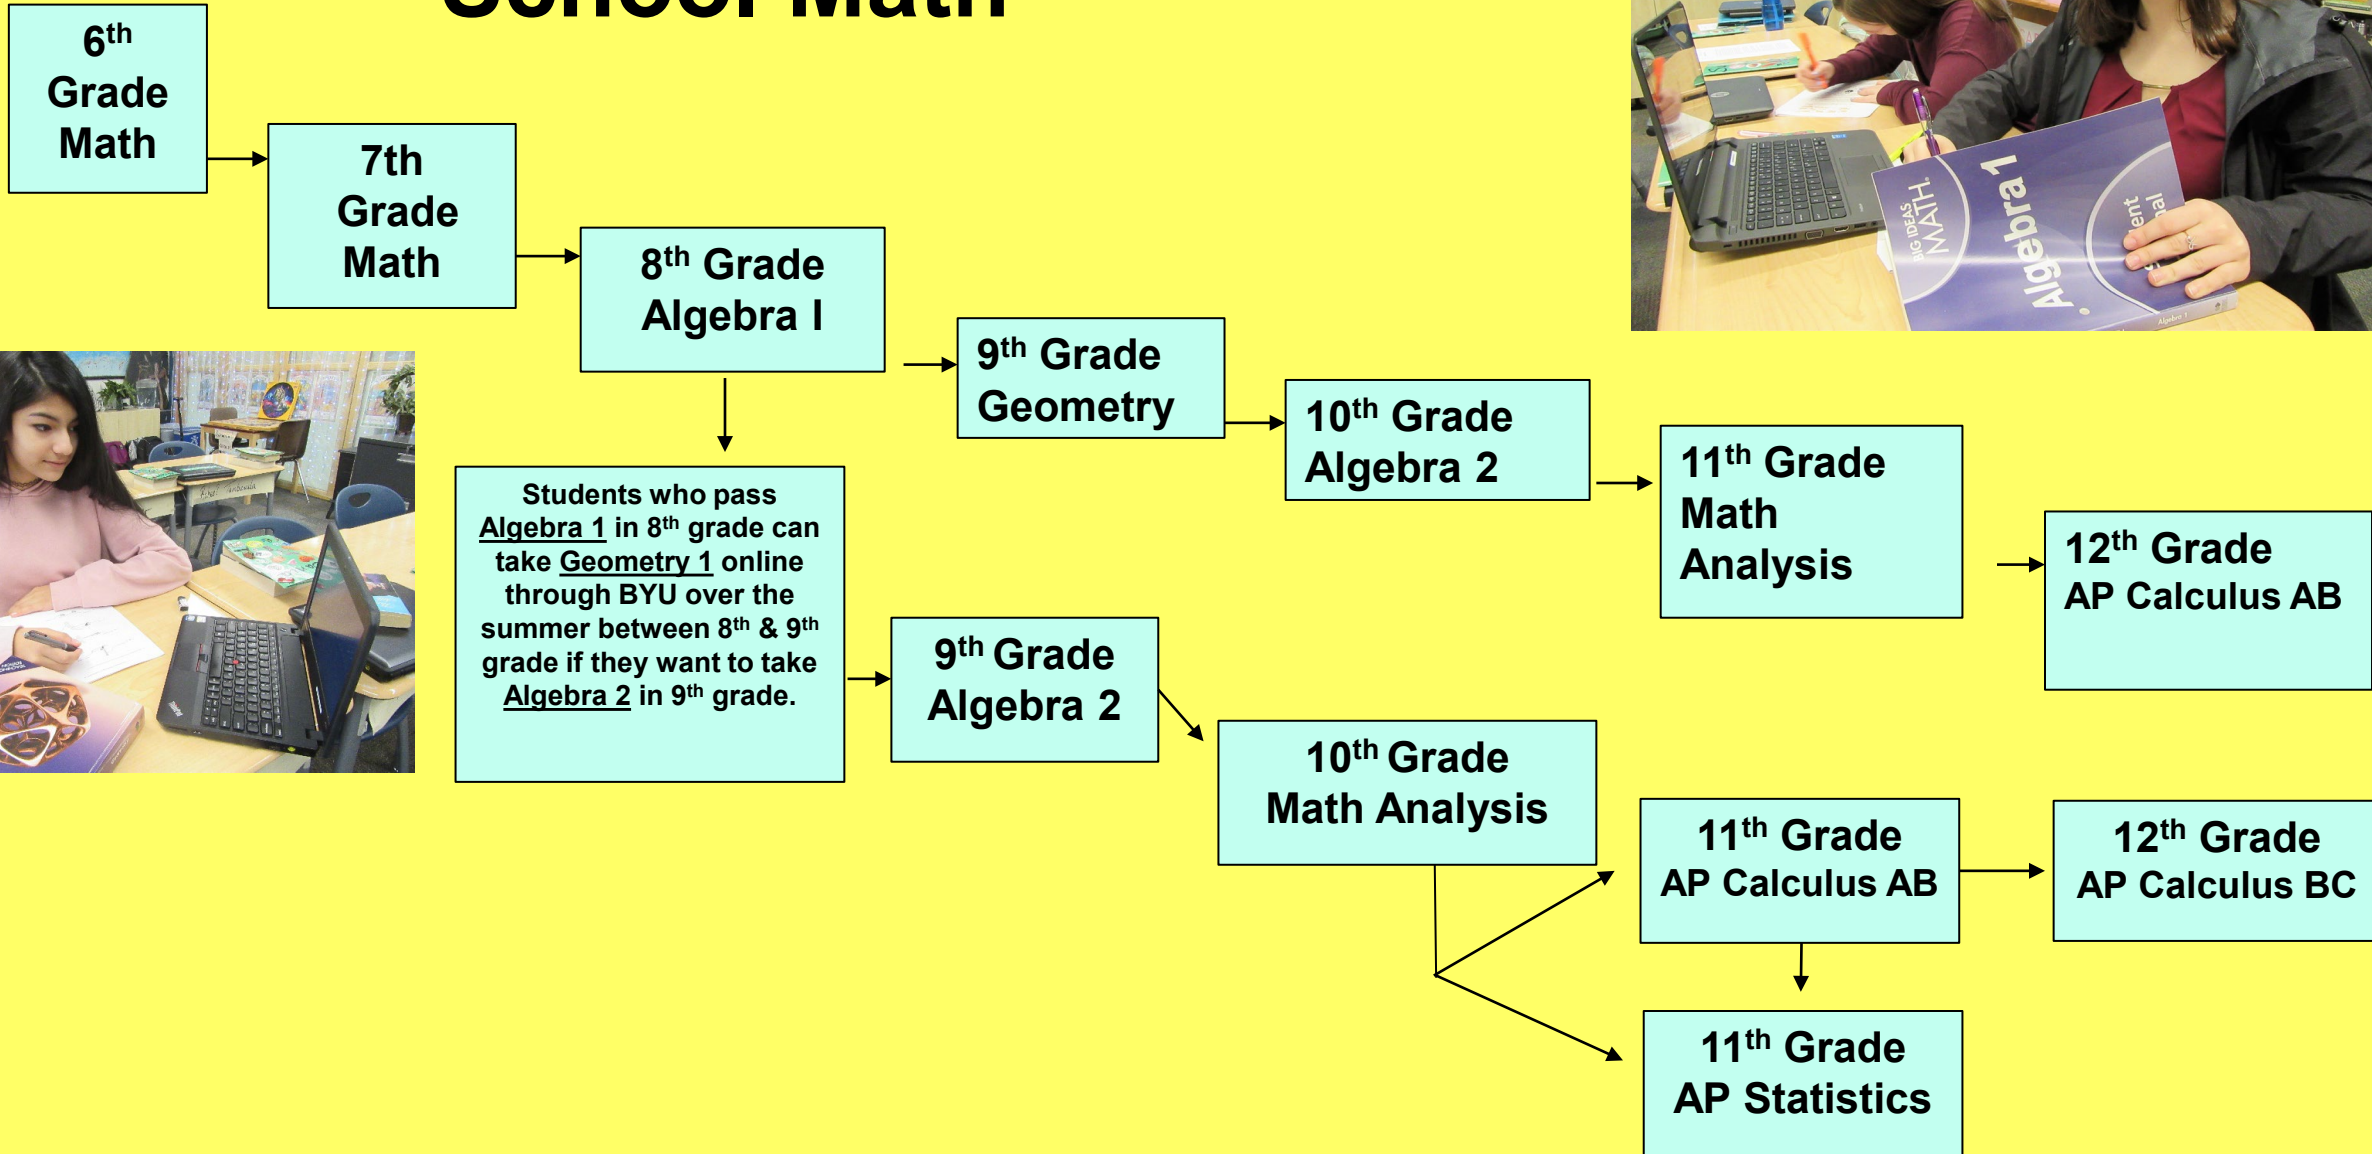 School Math
6th
Grade
Math
7th
Grade
Math
8th Grade
Algebra I
9th Grade
Geometry
10th Grade
Algebra 2
11th Grade
Math
Analysis
12th Grade
AP Calculus AB
Students who pass
Algebra 1 in 8th grade can
take Geometry 1 online
through BYU over the
summer between 8th & 9th
grade if they want to take
Algebra 2 in 9th grade.
9th Grade
Algebra 2
10th Grade
Math Analysis
11th Grade
AP Calculus AB
12th Grade
AP Calculus BC
11th Grade
AP Statistics
BIG IDEAS
MATH.
Algebra 1
Algebra 1
ThinkPad